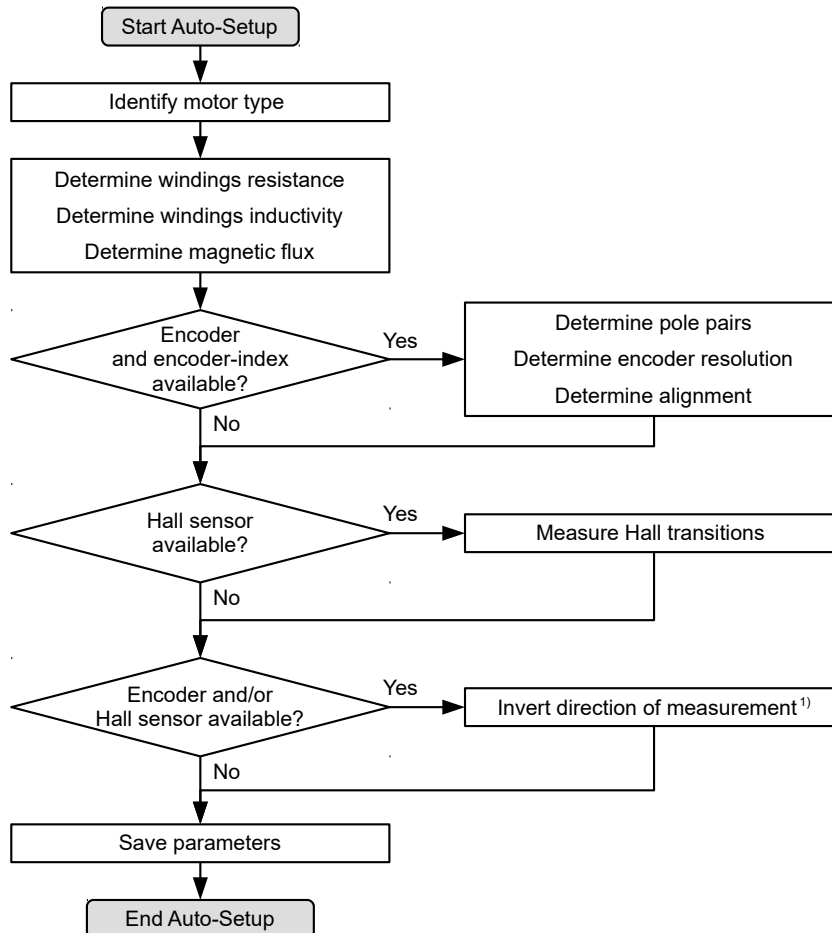 Start Auto-Setup
Identify motor type
Determine windings resistance
Determine windings inductivity
Determine magnetic flux
Encoder
and encoder-index
available?
Yes
Determine pole pairs
Determine encoder resolution
Determine alignment
No
Hall sensor
available?
Yes
Measure Hall transitions
No
Encoder and/or
Hall sensor available?
Yes
Invert direction of measurement 1)
No
Save parameters
End Auto-Setup